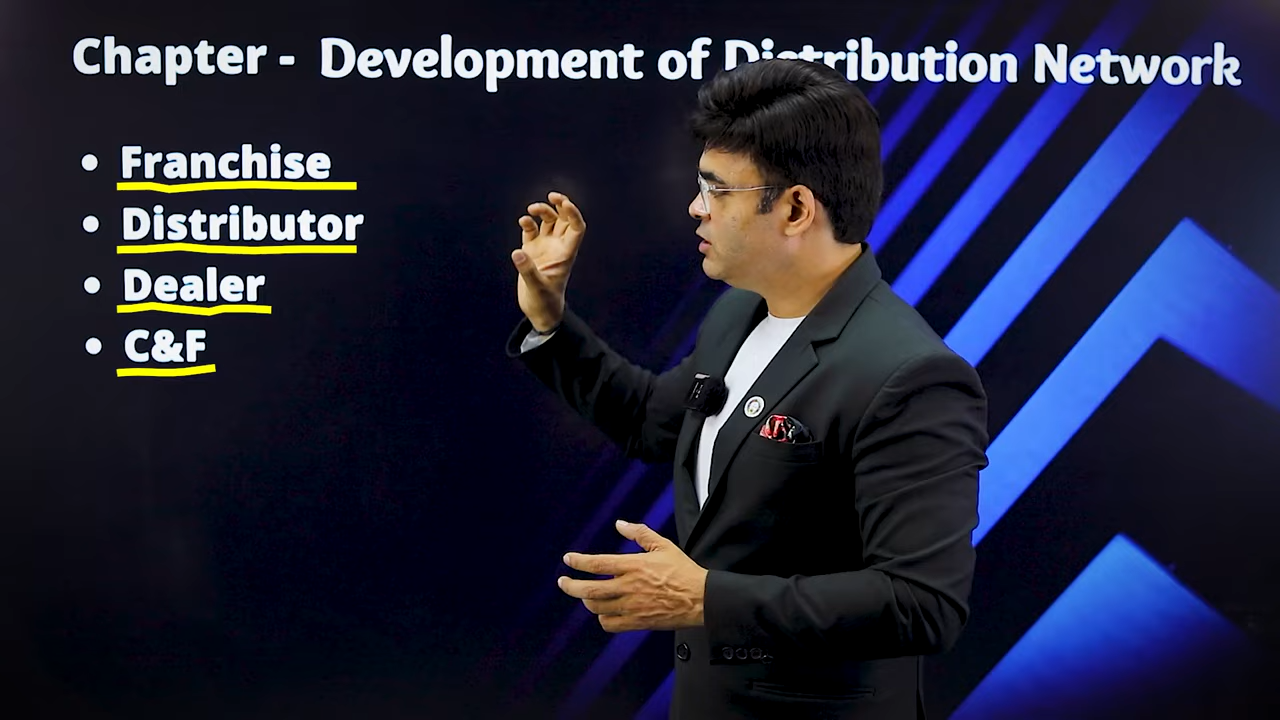 Chapter - Development of Distribution Network
• Franchise
• Distributor
• Dealer
• C&F